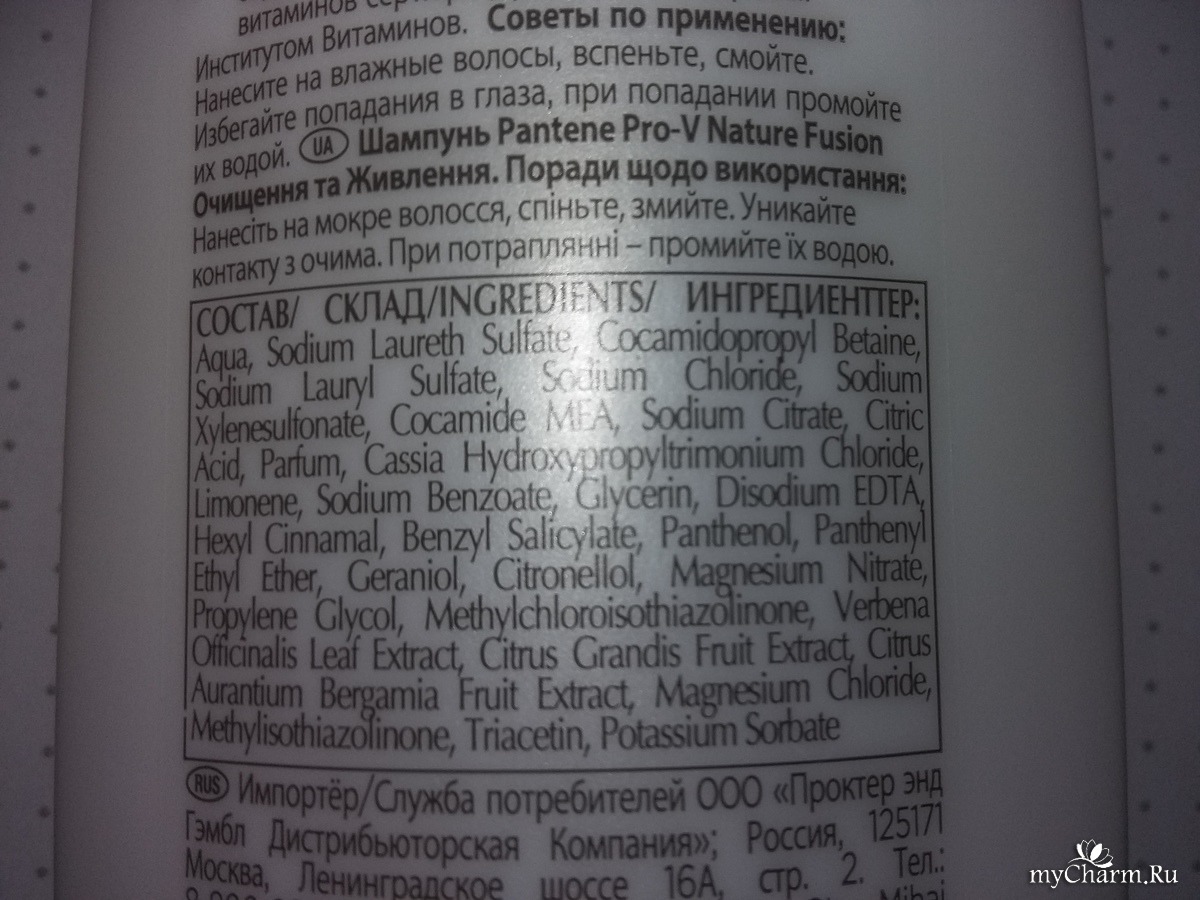 витаминов
Институтом Витаминов. Советы по применению:
Нанесите на влажные волосы, вспеньте, смойте.
Избегайте попадания в глаза, при попадании промойте
их водой. UA Шампунь Pantene Pro-V Nature Fusion
Очищення та Живлення. Поради щодо використання:
Нанесіть на мокре волосся, спіньте, змийте. Уникайте
контакту з очима. При потраплянні – промийте їх водою.
СОСТАВ/ СКЛАД/INGREDIENTS/ ИНГРЕДИЕНТТЕР:
Aqua, Sodium Laureth Sulfate, Cocamidopropyl Betaine,
Sodium Lauryl Sulfate, Sodium Chloride, Sodium
Xylenesulfonate, Cocamide MEA, Sodium Citrate, Citric
Acid, Parfum, Cassia Hydroxypropyltrimonium Chloride,
Limonene, Sodium Benzoate, Glycerin, Disodium EDTA,
Hexyl Cinnamal, Benzyl Salicylate, Panthenol, Panthenyl
Ethyl Ether, Geraniol, Citronellol, Magnesium Nitrate,
Propylene Glycol, Methylchloroisothiazolinone, Verbena
Officinalis Leaf Extract, Citrus Grandis Fruit Extract, Citrus
Aurantium Bergamia Fruit Extract, Magnesium Chloride,
Methylisothiazolinone, Triacetin, Potassium Sorbate
RUS Импортёр/Служба потребителей ООО «Проктер энд
Гэмбл Дистрибьюторская Компания»; Россия, 125171
Москва, Ленинградское шоссе 16А, стр. 2. Тел.:
myCharm.Ru